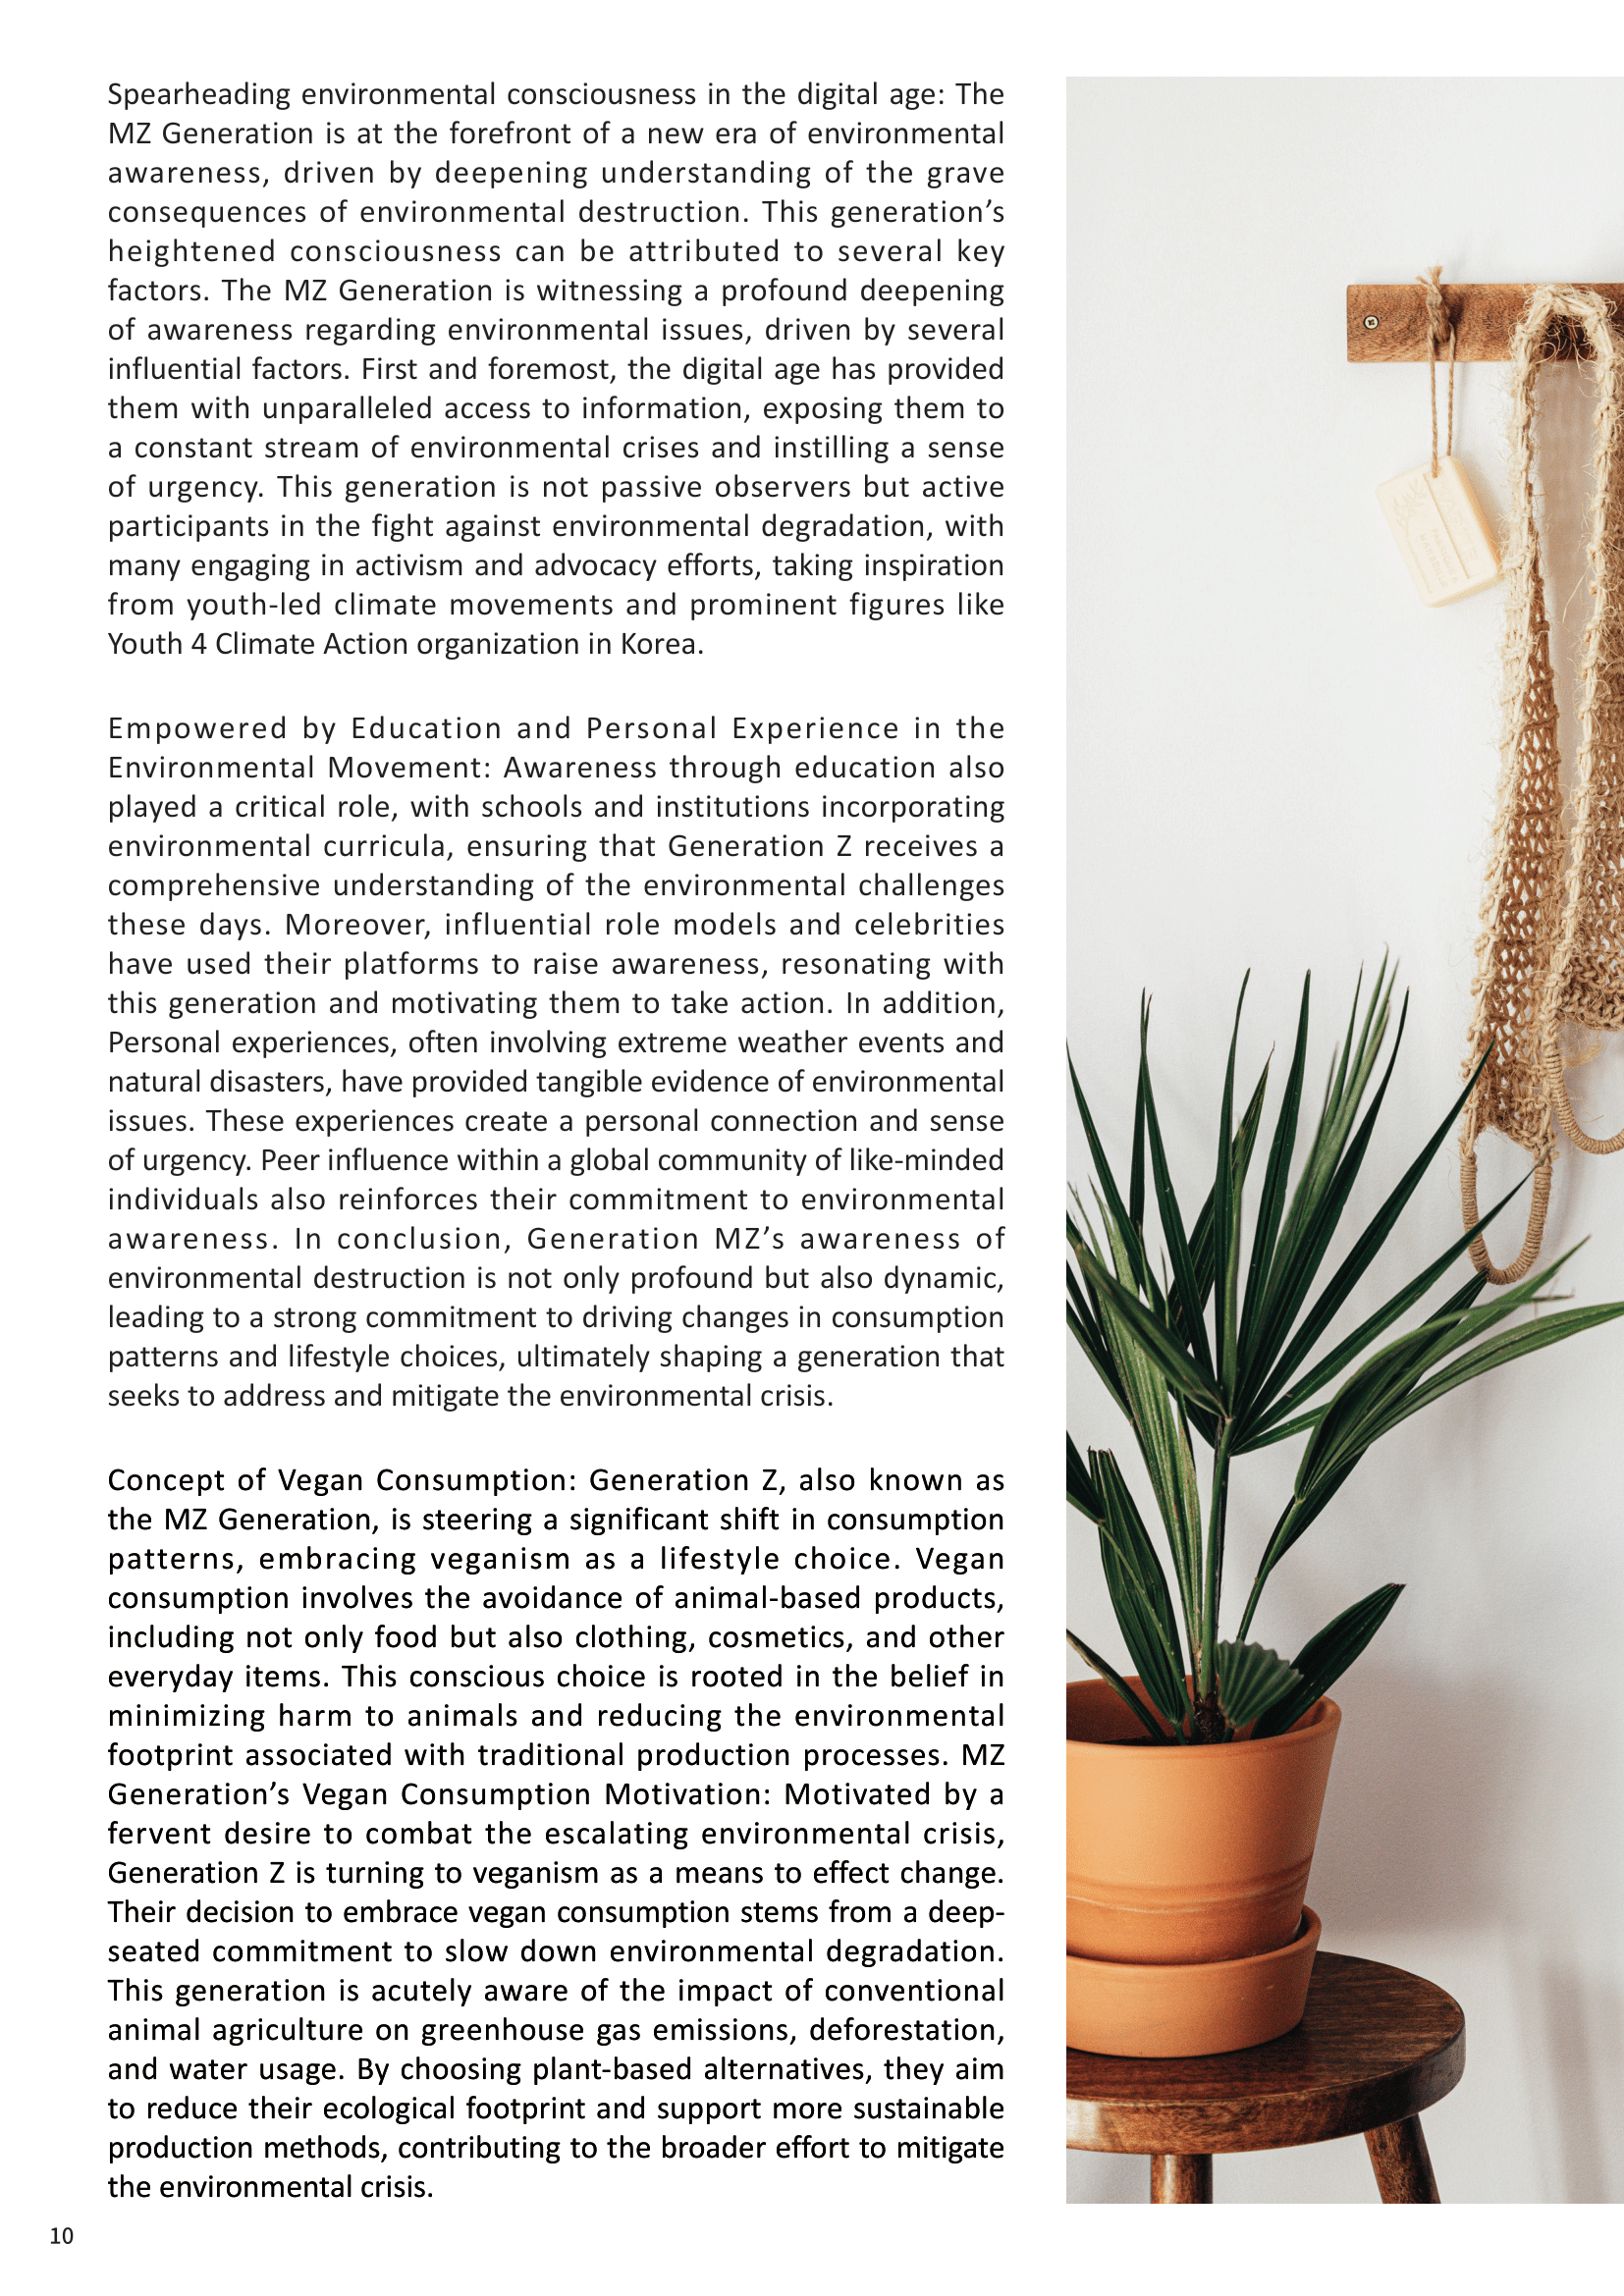 Spearheading environmental consciousness in the digital age: The
MZ Generation is at the forefront of a new era of environmental
awareness, driven by deepening understanding of the grave
consequences of environmental destruction. This generation’s
heightened consciousness can be attributed to several key
factors. The MZ Generation is witnessing a profound deepening
of awareness regarding environmental issues, driven by several
influential factors. First and foremost, the digital age has provided
them with unparalleled access to information, exposing them to
a constant stream of environmental crises and instilling a sense
of urgency. This generation is not passive observers but active
participants in the fight against environmental degradation, with
many engaging in activism and advocacy efforts, taking inspiration
from youth-led climate movements and prominent figures like
Youth 4 Climate Action organization in Korea.
Empowered by Education and Personal Experience in the
Environmental Movement: Awareness through education also
played a critical role, with schools and institutions incorporating
environmental curricula, ensuring that Generation Z receives a
comprehensive understanding of the environmental challenges
these days. Moreover, influential role models and celebrities
have used their platforms to raise awareness, resonating with
this generation and motivating them to take action. In addition,
Personal experiences, often involving extreme weather events and
natural disasters, have provided tangible evidence of environmental
issues. These experiences create a personal connection and sense
of urgency. Peer influence within a global community of like-minded
individuals also reinforces their commitment to environmental
awareness. In conclusion, Generation MZ’s awareness of
environmental destruction is not only profound but also dynamic,
leading to a strong commitment to driving changes in consumption
patterns and lifestyle choices, ultimately shaping a generation that
seeks to address and mitigate the environmental crisis.
Concept of Vegan Consumption: Generation Z, also known as
the MZ Generation, is steering a significant shift in consumption
patterns, embracing veganism as a lifestyle choice. Vegan
consumption involves the avoidance of animal-based products,
including not only food but also clothing, cosmetics, and other
everyday items. This conscious choice is rooted in the belief in
minimizing harm to animals and reducing the environmental
footprint associated with traditional production processes. MZ
Generation’s Vegan Consumption Motivation: Motivated by a
fervent desire to combat the escalating environmental crisis,
Generation Z is turning to veganism as a means to effect change.
Their decision to embrace vegan consumption stems from a deep-
seated commitment to slow down environmental degradation.
This generation is acutely aware of the impact of conventional
animal agriculture on greenhouse gas emissions, deforestation,
and water usage. By choosing plant-based alternatives, they aim
to reduce their ecological footprint and support more sustainable
production methods, contributing to the broader effort to mitigate
the environmental crisis.
10